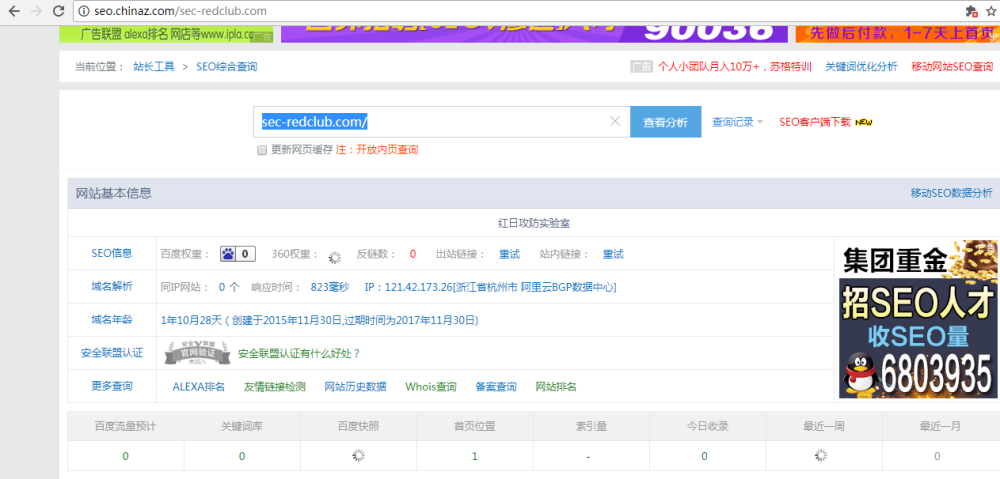 seo.chinaz.com/sec-redclub.com
广告联盟 alexa排名 网店等www.ipla.co
广告
90038
先做后付款，1-7天上首页
当前位置： 站长工具 > SEO综合查询
广告 个人小团队月入10万+，苏格特训 关键词优化分析 移动网站SEO查询
sec-redclub.com/ 查看分析 查询记录 SEO客户端下载 NEW
更新网页缓存 注：开放内页查询
网站基本信息 移动SEO数据分析
红日攻防实验室
SEO信息 百度权重： 0 360权重： 反链数： 0 出站链接： 重试 站内链接： 重试
域名解析 同IP网站： 0 个 响应时间： 823毫秒 IP：121.42.173.26[浙江省杭州市 阿里云BGP数据中心]
域名年龄 1年10月28天 (创建于2015年11月30日,过期时间为2017年11月30日)
安全联盟认证 安全联盟 官网验证 未加入 安全联盟认证有什么好处？
更多查询 ALEXA排名 友情链接检测 网站历史数据 Whois查询 备案查询 网站排名
集团重金
招SEO人才
收SEO量
6803935
百度流量预计 关键词库 百度快照 首页位置 索引量 今日收录 最近一周 最近一月
0 0 1 - 0 0